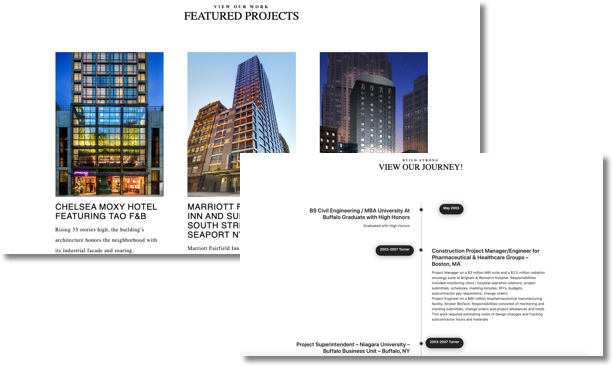 VIEW OUR WORK
FEATURED PROJECTS
CHELSEA MOXY HOTEL
FEATURING TAO F&B
Rising 35 stories high, the building's
architecture honors the neighborhood with
its industrial facade and soaring,
MARRIOTT F
INN AND SU
SOUTH STRE
SEAPORT NY
Marriott Fairfield Inn
BUILD STRONG
VIEW OUR JOURNEY!
BS Civil Engineering / MBA University At
Buffalo Graduate with High Honors
Graduated with High Honors
May 2003
2003-2007 Turner
Construction Project Manager/Engineer for
Pharmaceutical & Healthcare Groups –
Boston, MA
Project Manager on a $3 million MRI suite and a $2.5 million radiation
oncology suite at Brigham & Women's Hospital. Responsibilities
included monitoring client / hospital operation relations, project
submittals, schedules, meeting minutes, RFI's, budgets,
subcontractor pay requisitions, change orders.
Project Engineer on a $60 million biopharmaceutical manufacturing
facility, Stryker BioTech. Responsibilities consisted of monitoring and
tracking submittals, change orders and project allowances and holds.
This work required estimating costs of design changes and tracking
subcontractor hours and materials
Project Superintendent – Niagara University –
Buffalo Business Unit – Buffalo, NY
2003-2007 Turner